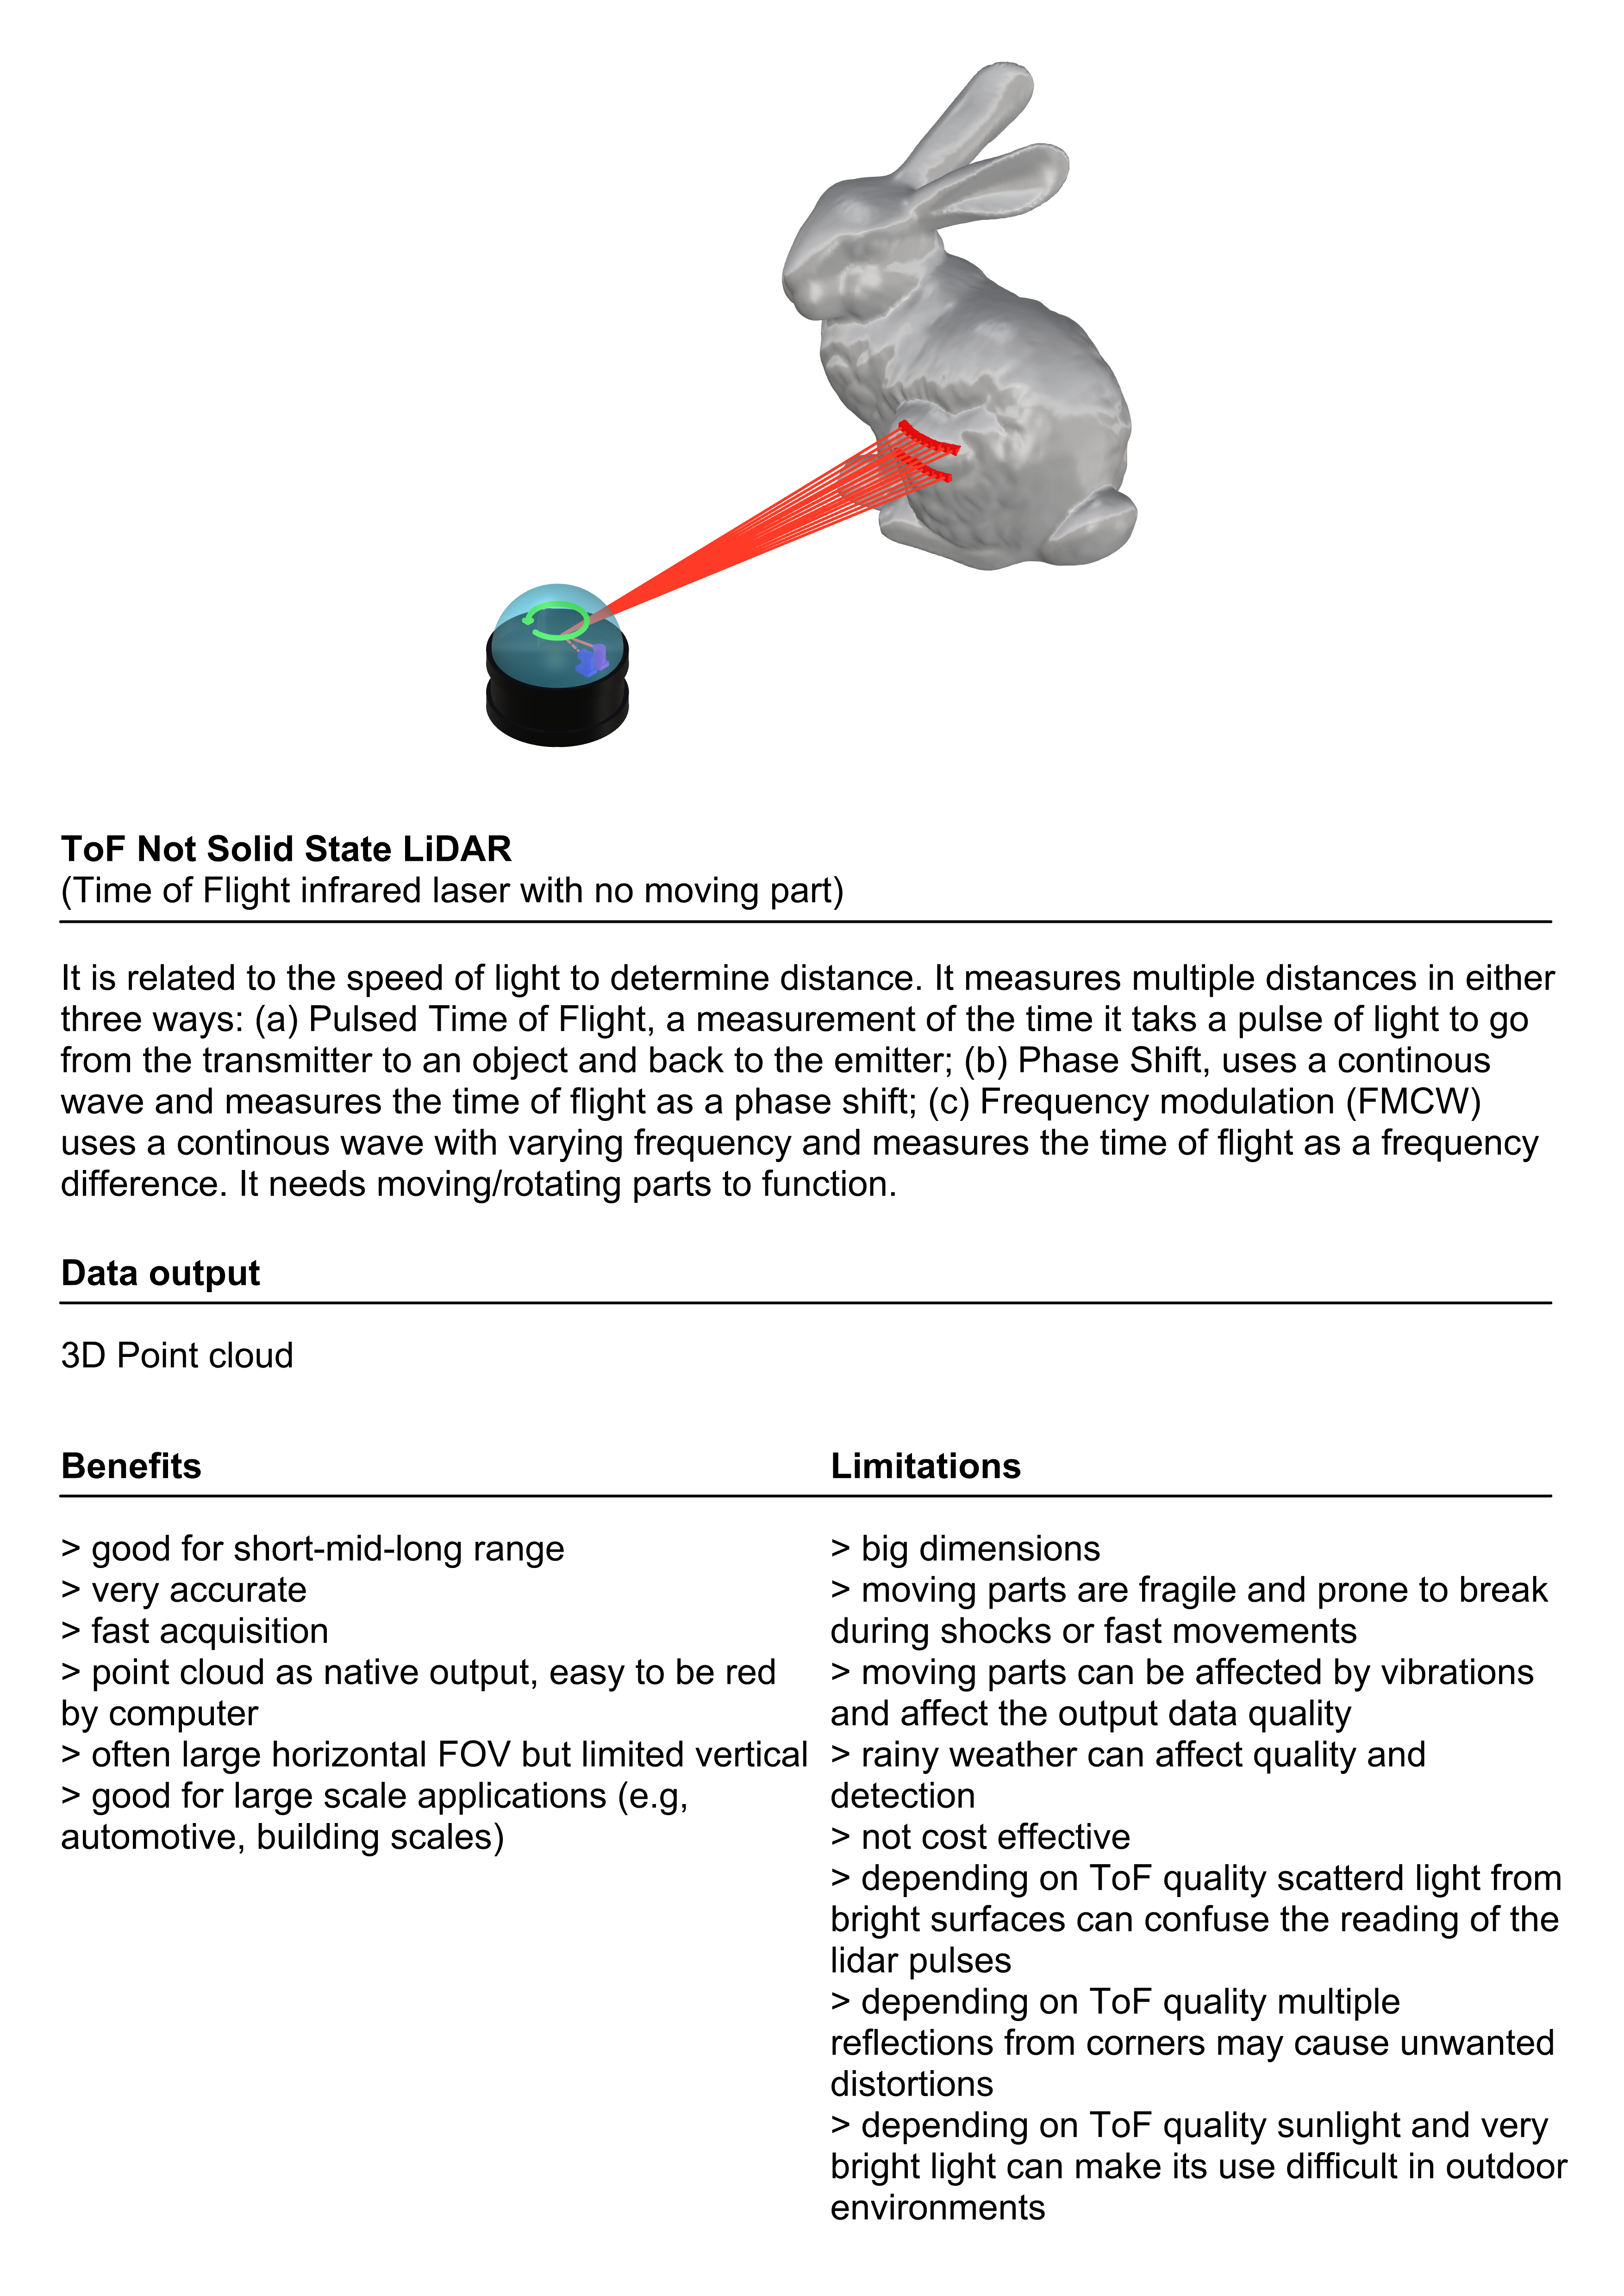 ToF Not Solid State LiDAR
(Time of Flight infrared laser with no moving part)
It is related to the speed of light to determine distance. It measures multiple distances in either
three ways: (a) Pulsed Time of Flight, a measurement of the time it taks a pulse of light to go
from the transmitter to an object and back to the emitter; (b) Phase Shift, uses a continous
wave and measures the time of flight as a phase shift; (c) Frequency modulation (FMCW)
uses a continous wave with varying frequency and measures the time of flight as a frequency
difference. It needs moving/rotating parts to function.
Data output
3D Point cloud
Benefits
> good for short-mid-long range
> very accurate
> fast acquisition
> point cloud as native output, easy to be red
by computer
> often large horizontal FOV but limited vertical
> good for large scale applications (e.g,
automotive, building scales)
Limitations
> big dimensions
> moving parts are fragile and prone to break
during shocks or fast movements
> moving parts can be affected by vibrations
and affect the output data quality
> rainy weather can affect quality and
detection
> not cost effective
> depending on ToF quality scatterd light from
bright surfaces can confuse the reading of the
lidar pulses
> depending on ToF quality multiple
reflections from corners may cause unwanted
distortions
> depending on ToF quality sunlight and very
bright light can make its use difficult in outdoor
environments